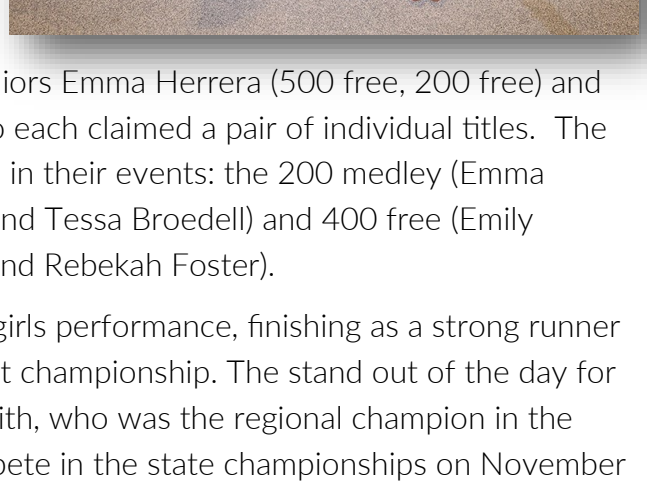 iors Emma Herrera (500 free, 200 free) and
o each claimed a pair of individual titles. The
in their events: the 200 medley (Emma
nd Tessa Broedell) and 400 free (Emily
nd Rebekah Foster).
girls performance, finishing as a strong runner
t championship. The stand out of the day for
ith, who was the regional champion in the
pete in the state championships on November